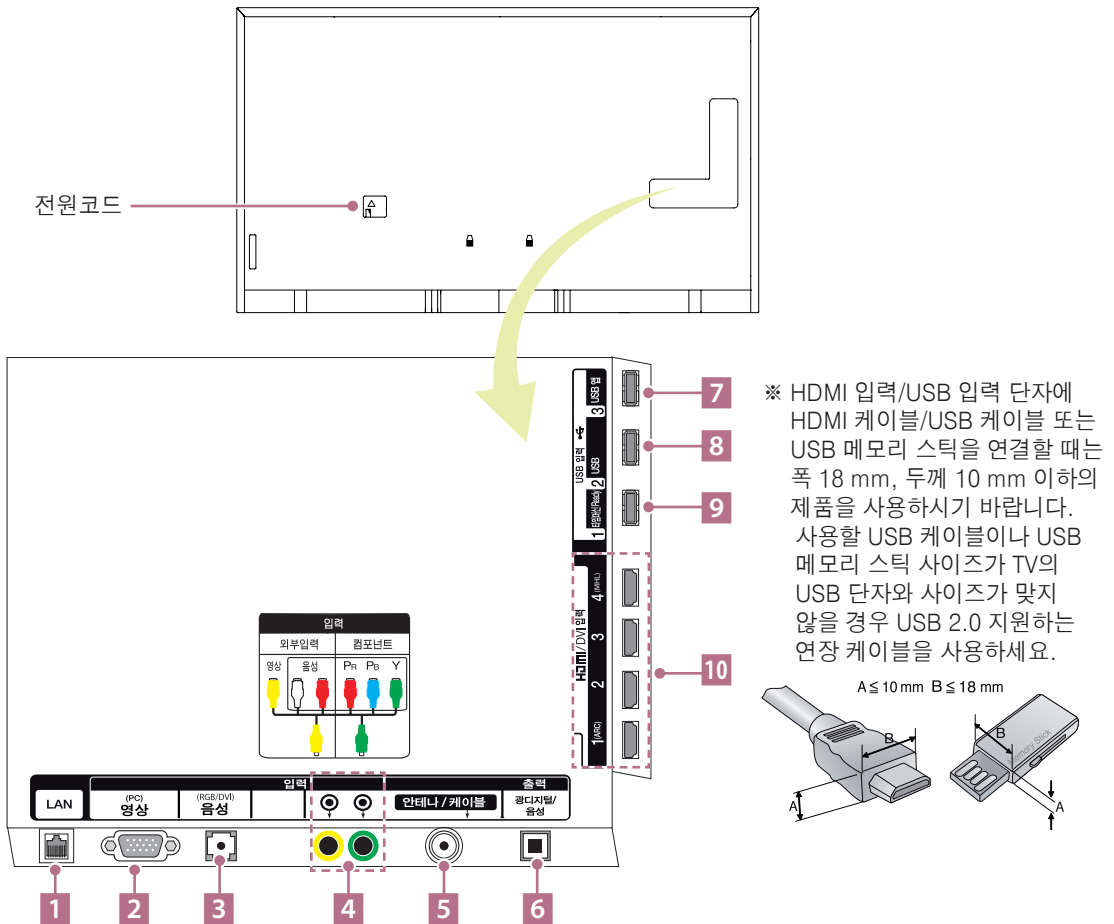 전원코드
3 USB 앱
2 USB
USB 입력
1 타임머신 Ready
4 (MHL)
3
2
1 (ARC)
HDMI / DVI 입력
7
8
9
10
※ HDMI 입력/USB 입력 단자에
HDMI 케이블/USB 케이블 또는
USB 메모리 스틱을 연결할 때는
폭 18 mm, 두께 10 mm 이하의
제품을 사용하시기 바랍니다.
사용할 USB 케이블이나 USB
메모리 스틱 사이즈가 TV의
USB 단자와 사이즈가 맞지
않을 경우 USB 2.0 지원하는
연장 케이블을 사용하세요.
A ≦ 10 mm B ≦ 18 mm
B
A
B
A
Memory Stick
입력
외부입력 컴포넌트
영상 음성 PR PB Y
입력 출력
LAN
(PC)
영상
(RGB/DVI)
음성
안테나 / 케이블
광디지털/
음성
1 2 3 4 5 6